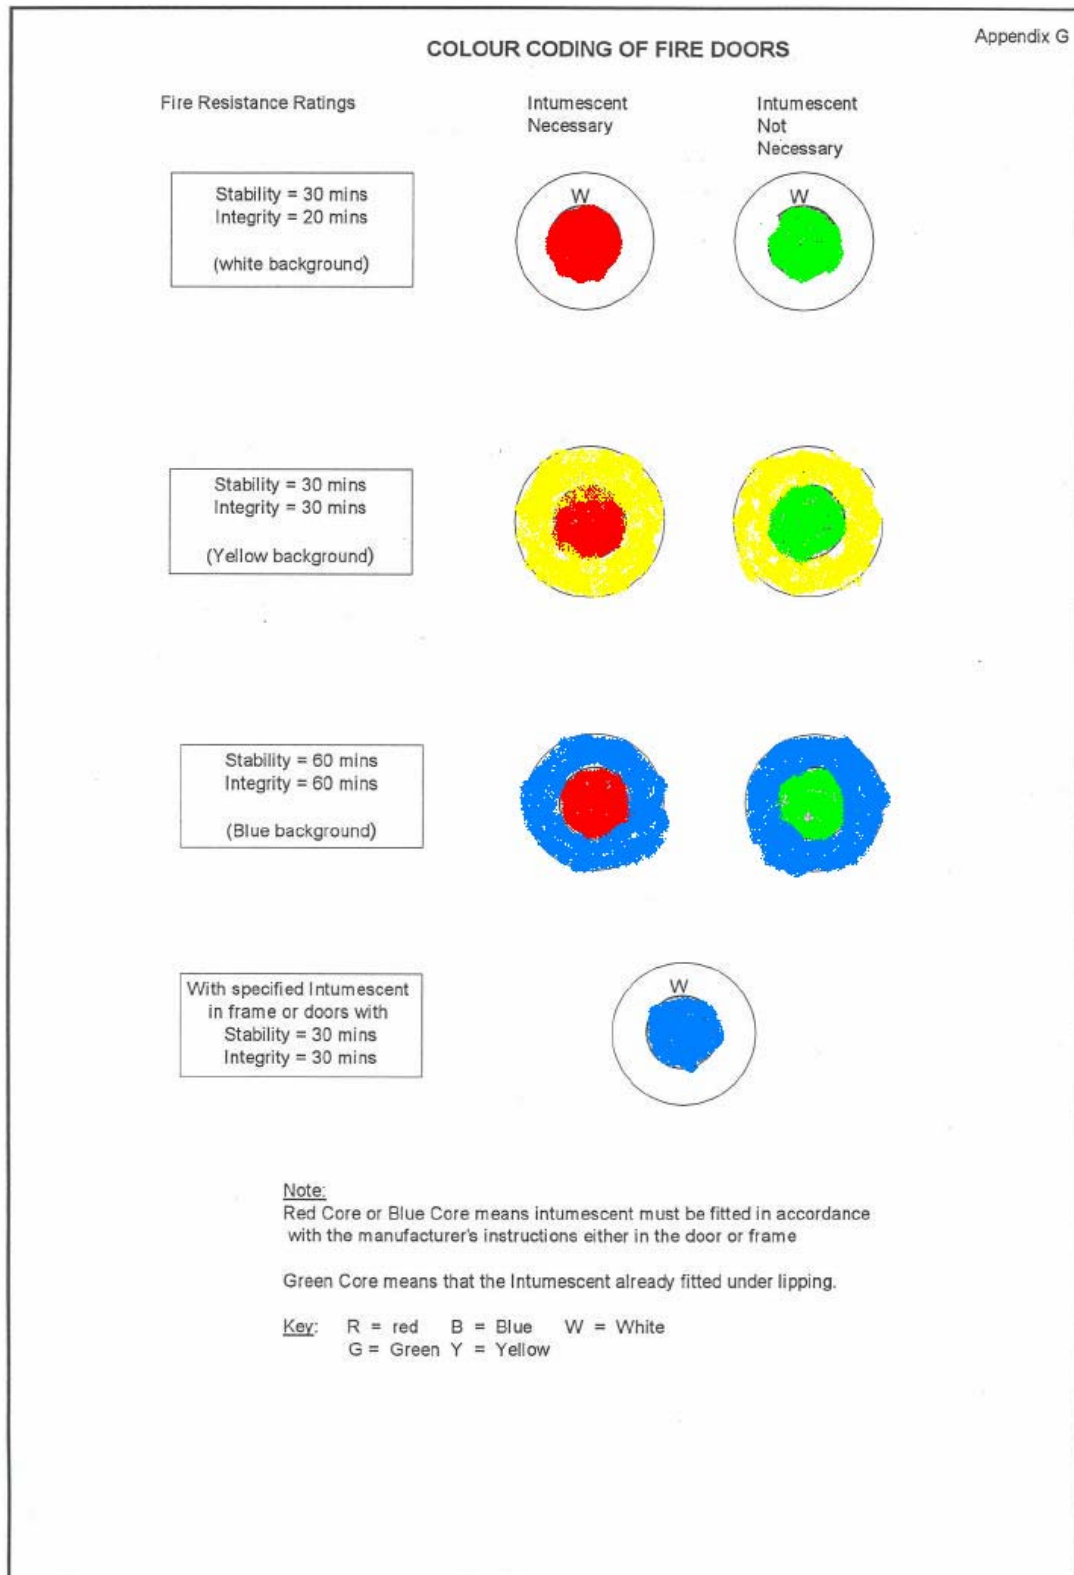 Appendix G
COLOUR CODING OF FIRE DOORS
Fire Resistance Ratings
Intumescent
Necessary
Intumescent
Not
Necessary
Stability = 30 mins
Integrity = 20 mins
(white background)
W
W
Stability = 30 mins
Integrity = 30 mins
(Yellow background)
Stability = 60 mins
Integrity = 60 mins
(Blue background)
With specified Intumescent
in frame or doors with
Stability = 30 mins
Integrity = 30 mins
W
Note:
Red Core or Blue Core means intumescent must be fitted in accordance
with the manufacturer's instructions either in the door or frame
Green Core means that the Intumescent already fitted under lipping.
Key: R = red B = Blue W = White
G = Green Y = Yellow